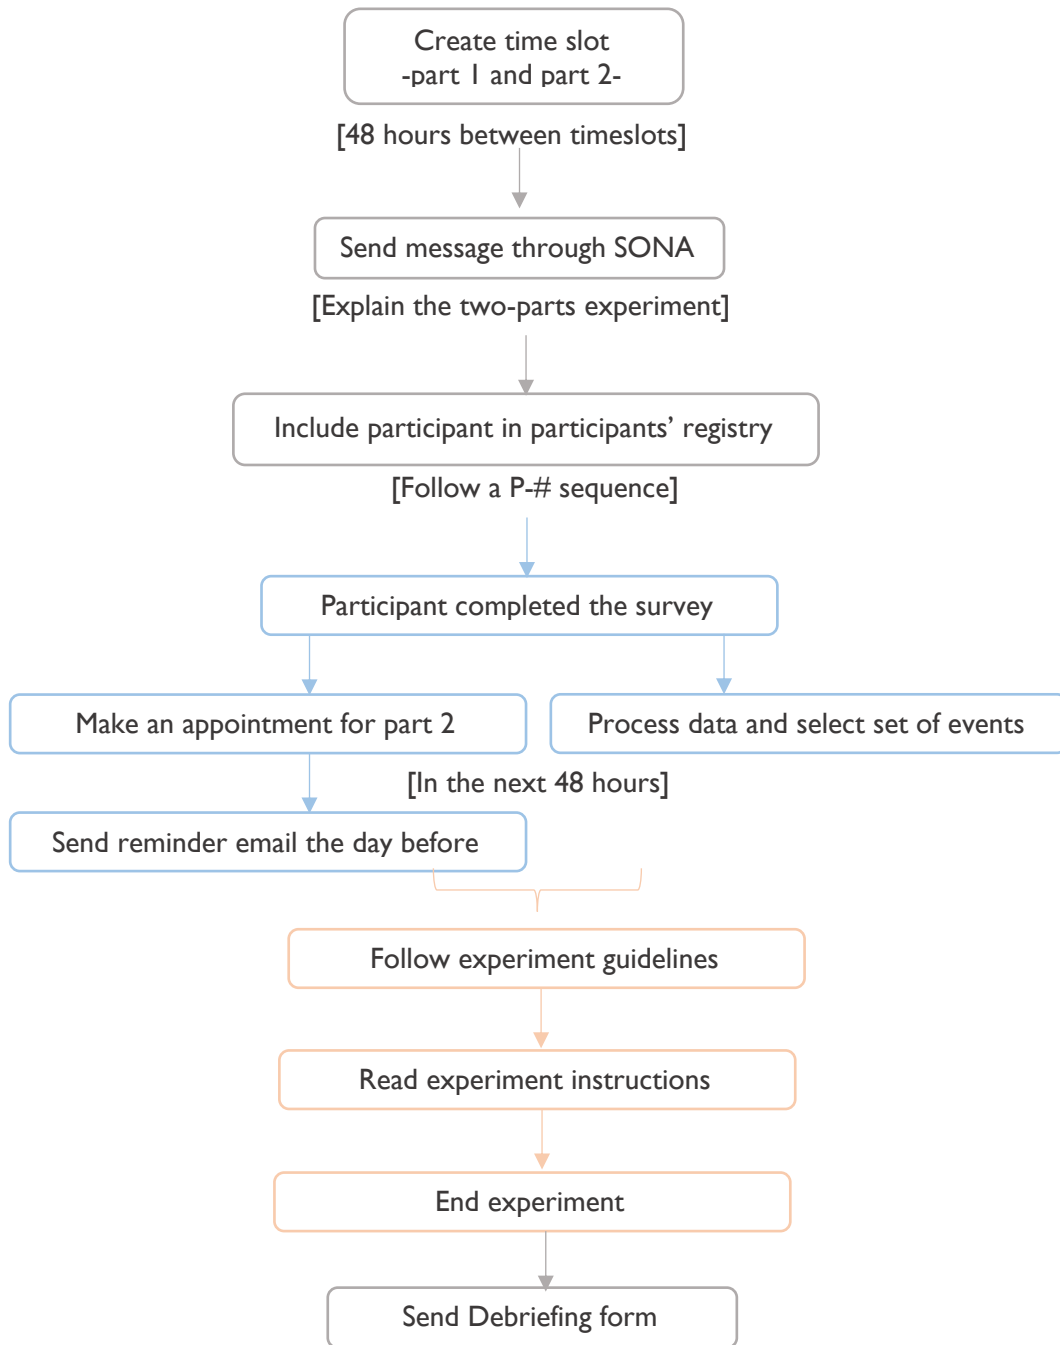 Create time slot
-part 1 and part 2-
[48 hours between timeslots]
Send message through SONA
[Explain the two-parts experiment]
Include participant in participants’ registry
[Follow a P-# sequence]
Participant completed the survey
Make an appointment for part 2
Process data and select set of events
[In the next 48 hours]
Send reminder email the day before
Follow experiment guidelines
Read experiment instructions
End experiment
Send Debriefing form